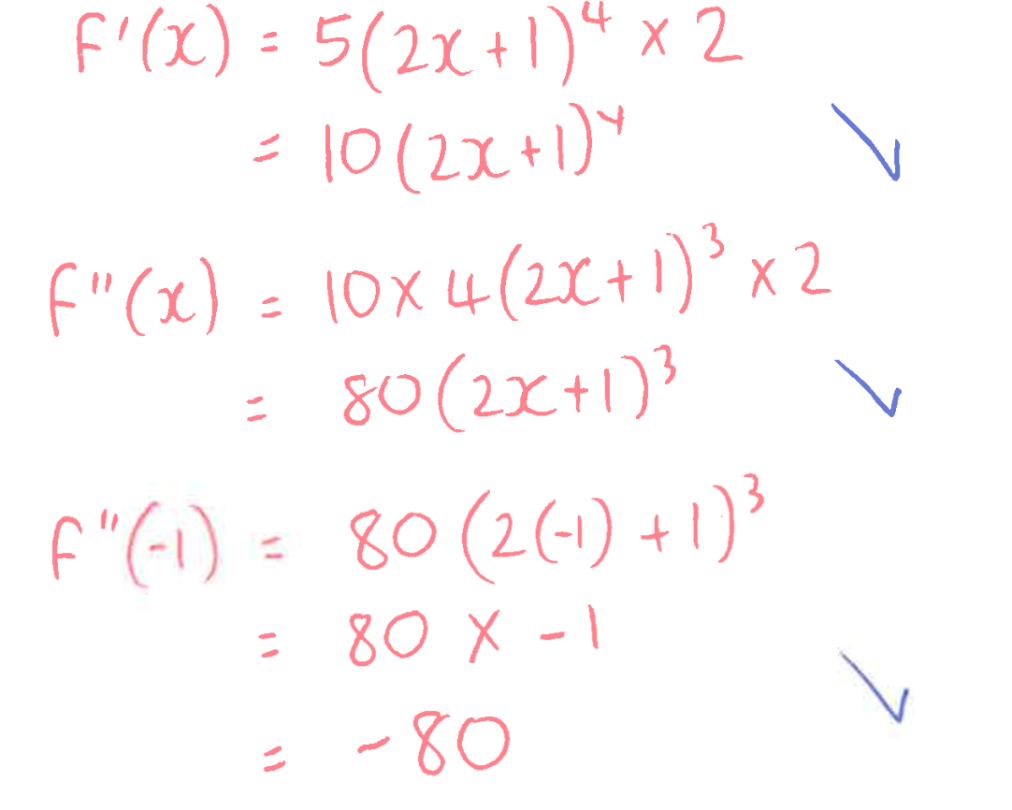 f'(x) = 5(2x+1)⁴ × 2
= 10(2x+1)⁴
f"(x) = 10 × 4(2x+1)³ × 2
= 80(2x+1)³
f"(-1) = 80(2(-1)+1)³
= 80 × -1
= -80